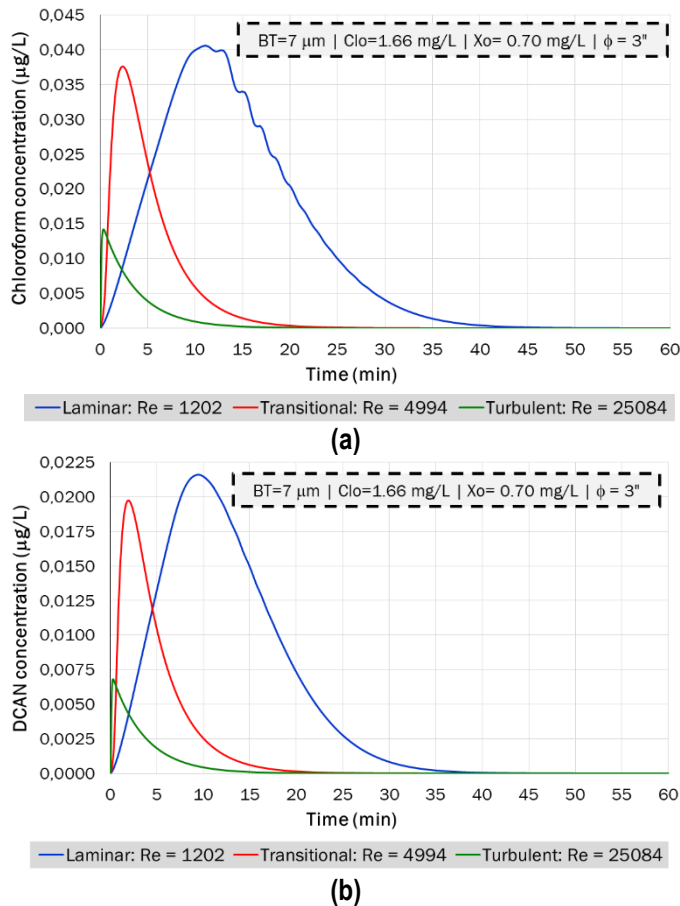 0,045
0,040
0,035
0,030
0,025
0,020
0,015
0,010
0,005
0,000
Chloroform concentration (µg/L)
BT=7 µm | Clo=1.66 mg/L | Xo= 0.70 mg/L | ϕ = 3"
0 5 10 15 20 25 30 35 40 45 50 55 60
Time (min)
Laminar: Re = 1202 Transitional: Re = 4994 Turbulent: Re = 25084
(a)
0,0225
0,0200
0,0175
0,0150
0,0125
0,0100
0,0075
0,0050
0,0025
0,0000
DCAN concentration (µg/L)
BT=7 µm | Clo=1.66 mg/L | Xo= 0.70 mg/L | ϕ = 3"
0 5 10 15 20 25 30 35 40 45 50 55 60
Time (min)
Laminar: Re = 1202 Transitional: Re = 4994 Turbulent: Re = 25084
(b)